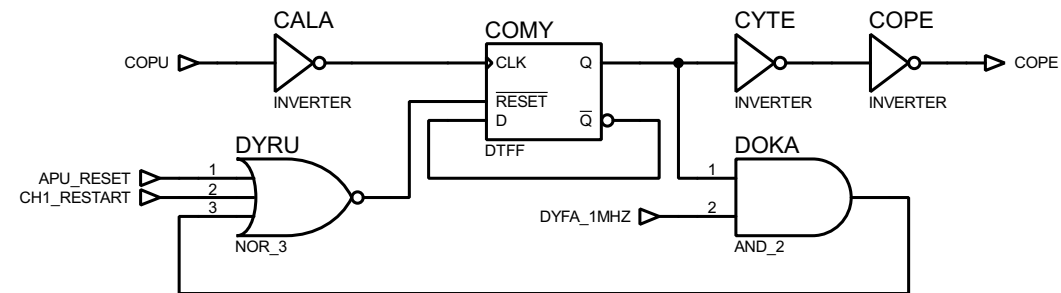 CALA
COMY
CYTE
COPE
COPU
CLK
Q
COPE
INVERTER
RESET
D
Q
INVERTER
INVERTER
DYRU
DTFF
DOKA
APU_RESET
1
1
CH1_RESTART
2
3
DYFA_1MHZ
2
NOR_3
AND_2